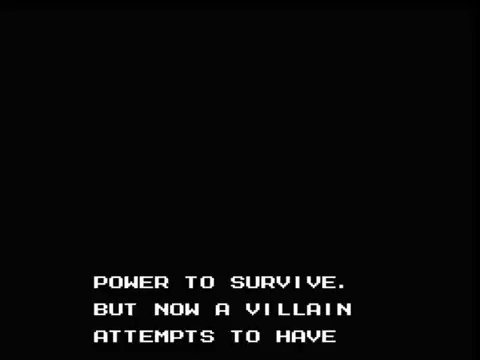 POWER TO SURVIVE.
BUT NOW A VILLAIN
ATTEMPTS TO HAVE